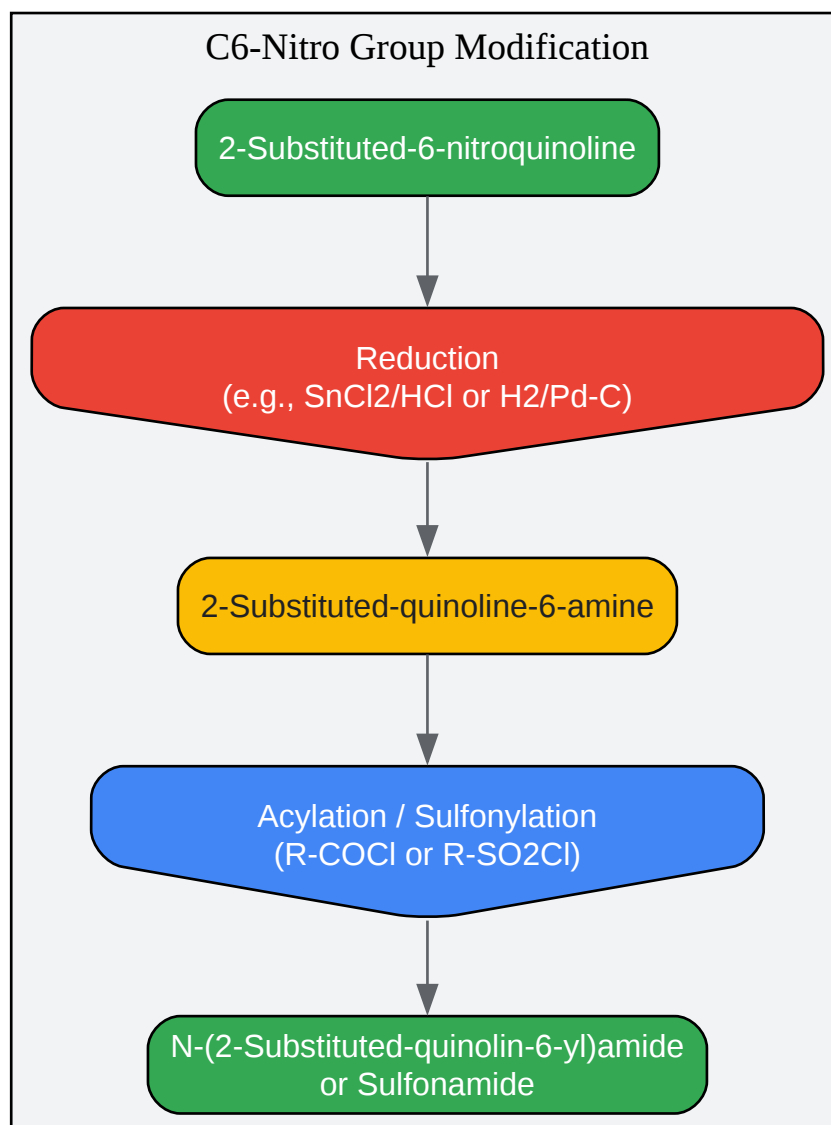 C6-Nitro Group Modification
2-Substituted-6-nitroquinoline
Reduction
(e.g., SnCl2/HCl or H2/Pd-C)
2-Substituted-quinoline-6-amine
Acylation / Sulfonylation
(R-COCl or R-SO2Cl)
N-(2-Substituted-quinolin-6-yl)amide
or Sulfonamide